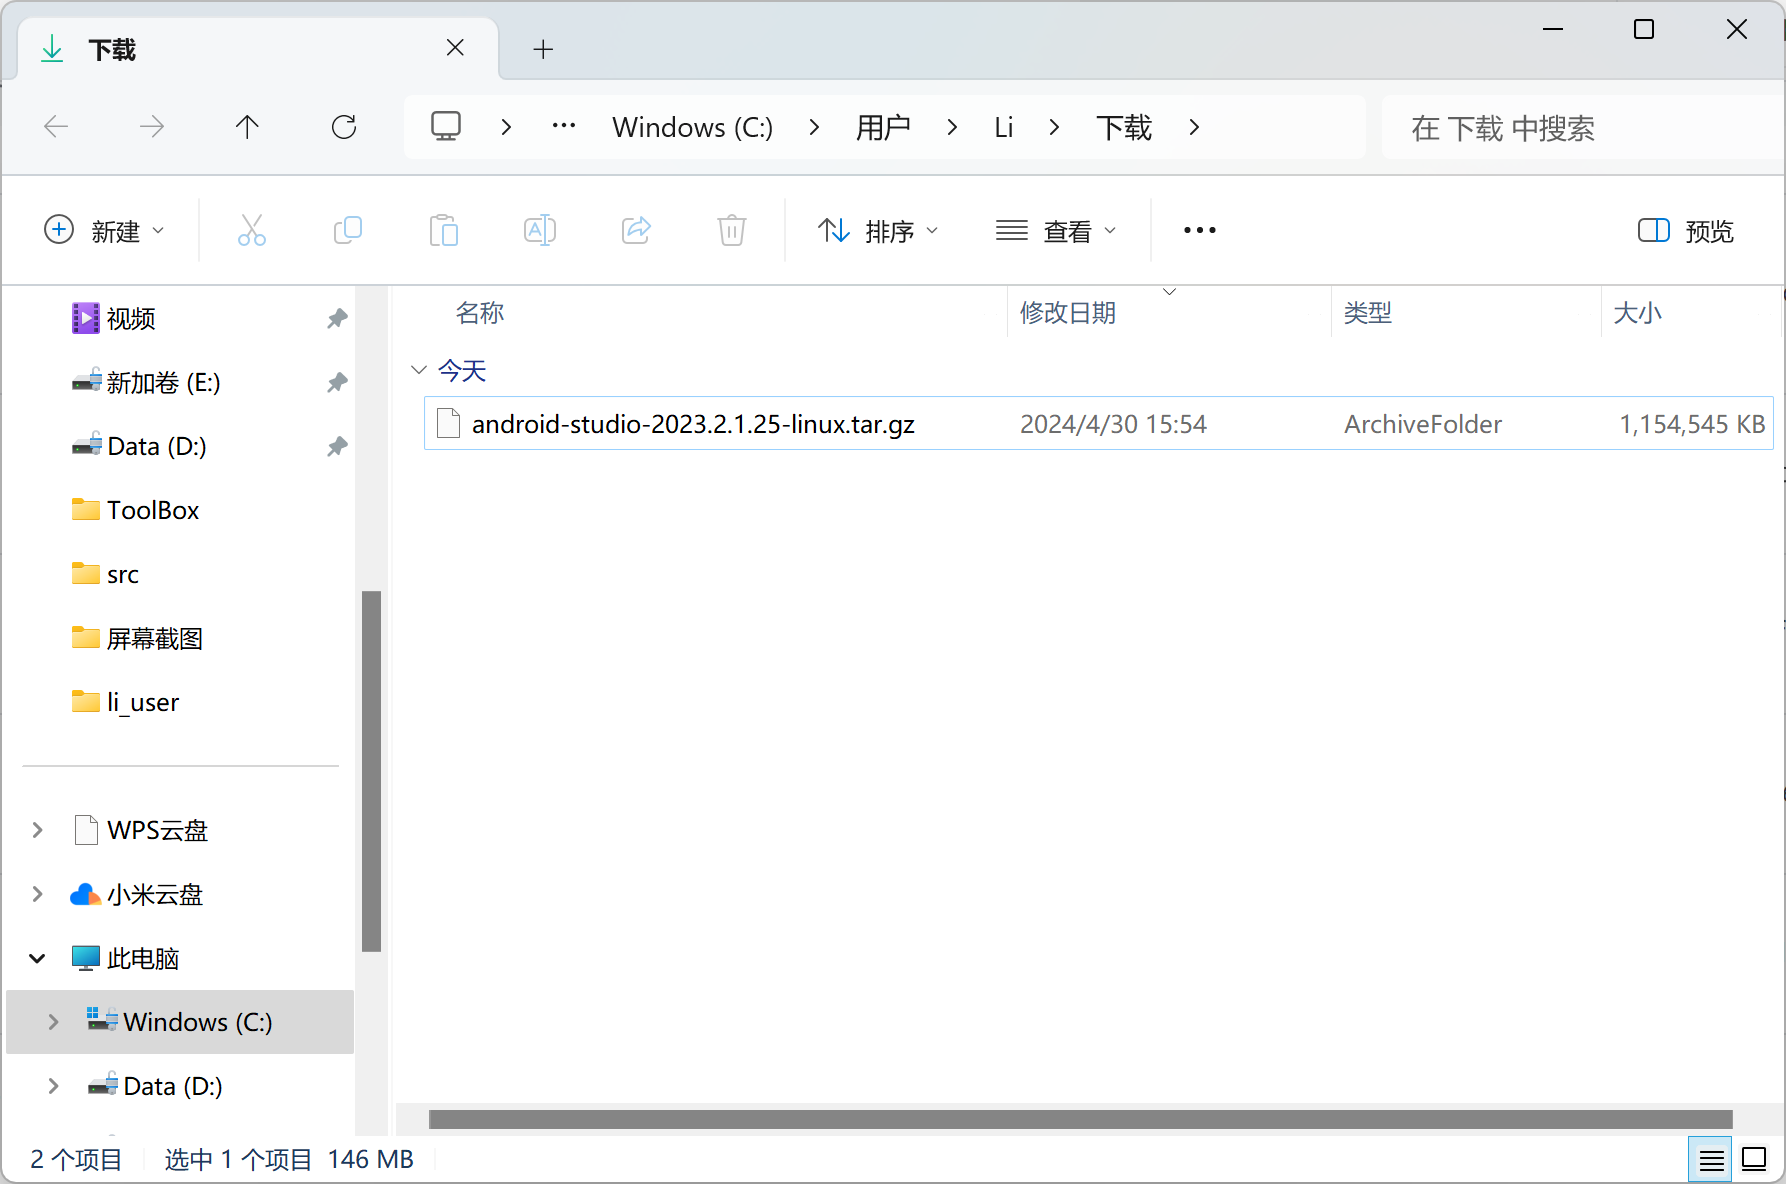 下载
Windows (C:) 用户 Li 下载
在 下载 中搜索
新建 排序 查看 预览
名称 修改日期 类型 大小
今天
android-studio-2023.2.1.25-linux.tar.gz 2024/4/30 15:54 ArchiveFolder 1,154,545 KB
视频
新加卷 (E:)
Data (D:)
ToolBox
src
屏幕截图
li_user
WPS云盘
小米云盘
此电脑
Windows (C:)
Data (D:)
2 个项目 选中 1 个项目 146 MB